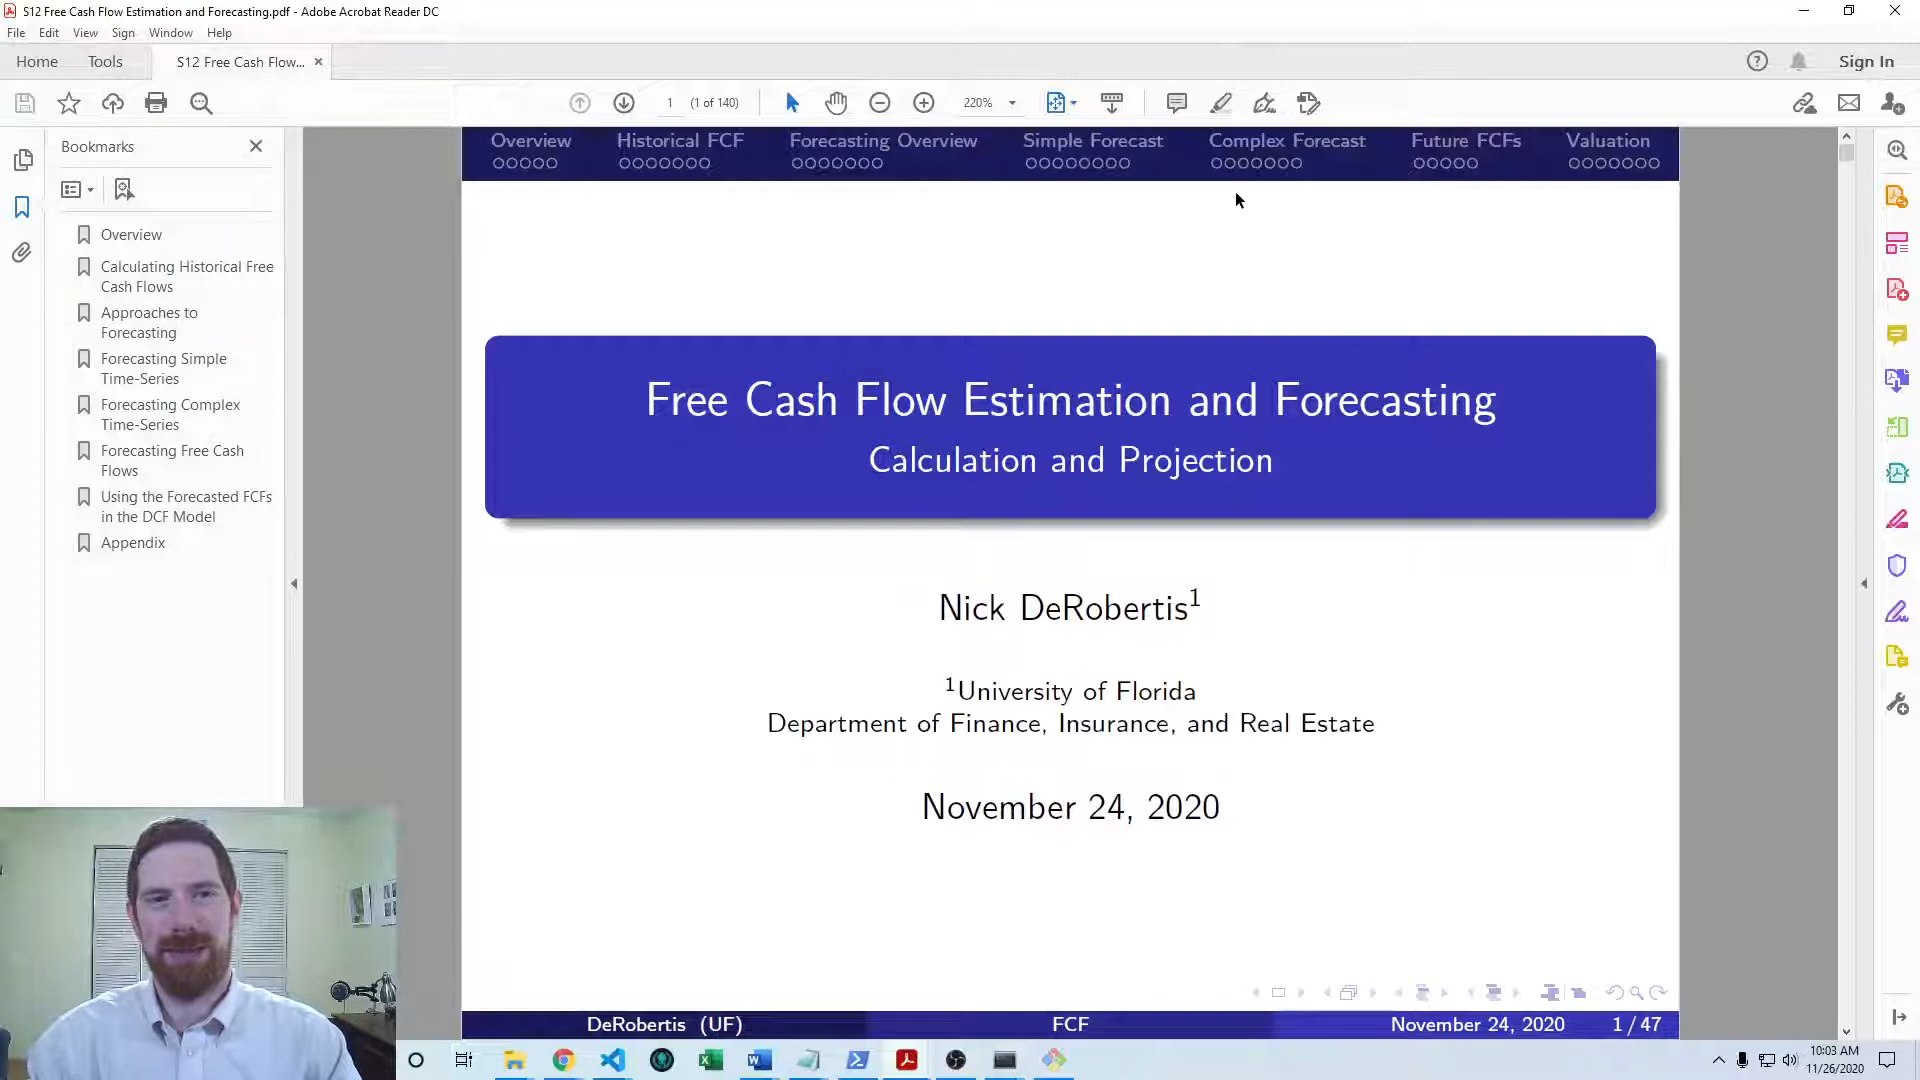 S12 Free Cash Flow Estimation and Forecasting.pdf - Adobe Acrobat Reader DC
File Edit View Sign Window Help
Home Tools S12 Free Cash Flow... Sign In
1 (1 of 140) 220%
Bookmarks
Overview
Calculating Historical Free
Cash Flows
Approaches to
Forecasting
Forecasting Simple
Time-Series
Forecasting Complex
Time-Series
Forecasting Free Cash
Flows
Using the Forecasted FCFs
in the DCF Model
Appendix
Overview Historical FCF Forecasting Overview Simple Forecast Complex Forecast Future FCFs Valuation
Free Cash Flow Estimation and Forecasting
Calculation and Projection
Nick DeRobertis¹
¹University of Florida
Department of Finance, Insurance, and Real Estate
November 24, 2020
DeRobertis (UF) FCF November 24, 2020 1 / 47
10:03 AM
11/26/2020